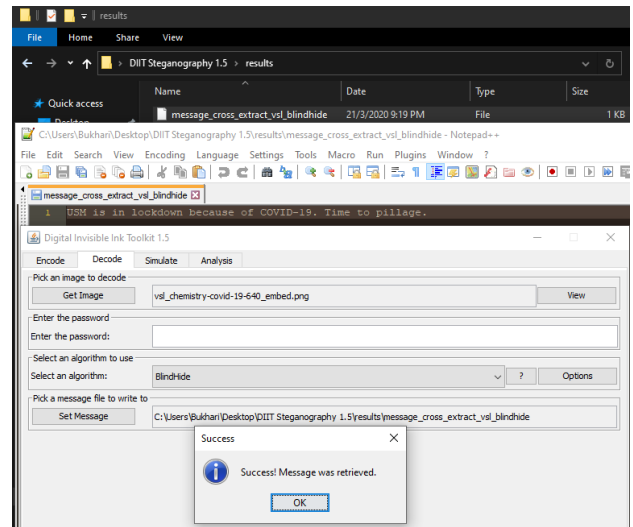 results
File Home Share View
DIIT Steganography 1.5 > results
Name Date Type Size
Quick access
message_cross_extract_vsl_blindhide 21/3/2020 9:19 PM File 1 KB
Desktop
C:\Users\Bukhari\Desktop\DIIT Steganography 1.5\results\message_cross_extract_vsl_blindhide - Notepad++
File Edit Search View Encoding Language Settings Tools Macro Run Plugins Window ?
message_cross_extract_vsl_blindhide
1 USM is in lockdown because of COVID-19. Time to pillage.
Digital Invisible Ink Toolkit 1.5
Encode Decode Simulate Analysis
Pick an image to decode
Get Image vsl_chemistry-covid-19-640_embed.png View
Enter the password
Enter the password:
Select an algorithm to use
Select an algorithm: BlindHide ? Options
Pick a message file to write to
Set Message C:\Users\Bukhari\Desktop\DIIT Steganography 1.5\results\message_cross_extract_vsl_blindhide
Success
Success! Message was retrieved.
OK